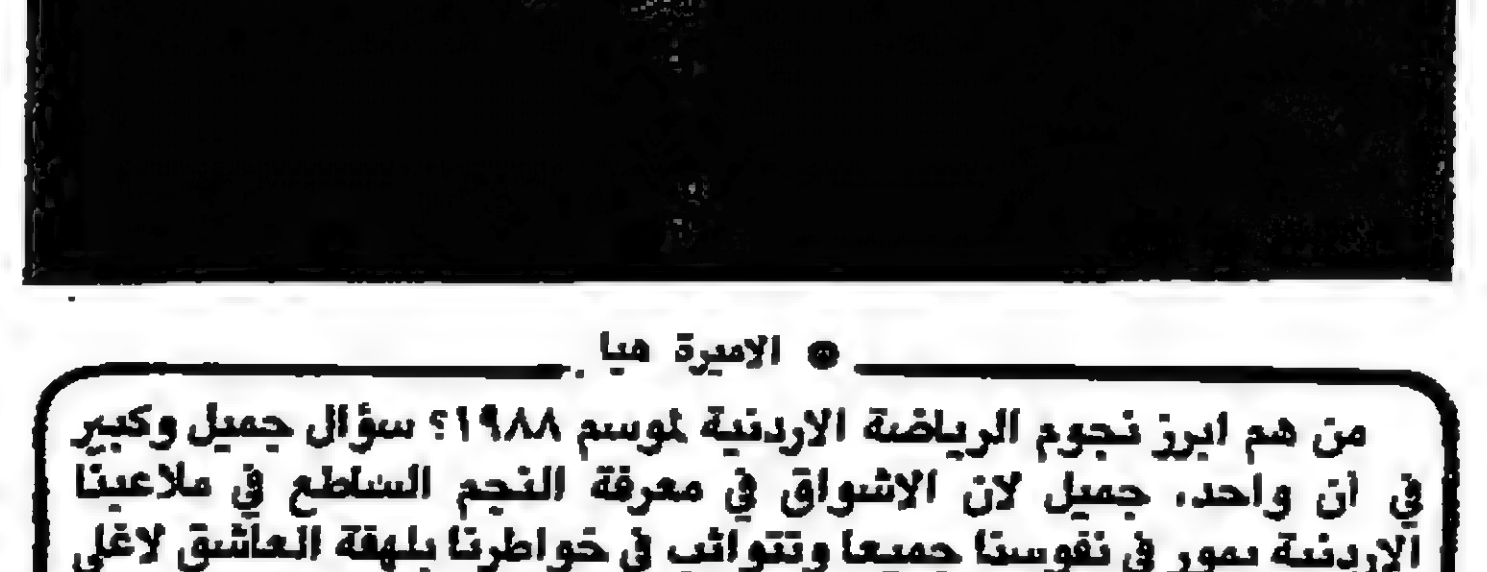 ● الاميرة هيا
من هم ابرز نجوم الرياضة الاردنية لموسم ١٩٨٨؟ سؤال جميل وكبير
في آن واحد، جميل لان الاشواق في معرفة النجم الساطع في ملاعبنا
الاردنية تمور في نفوسنا جميعا وتتواثب في خواطرنا بلهفة العاشق لاغلى